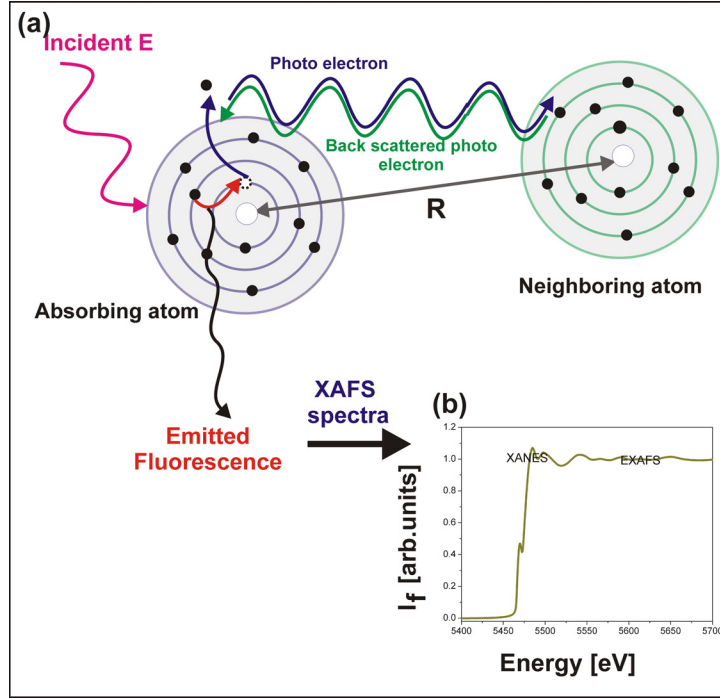 (a)
Incident E
Photo electron
Back scattered photo
electron
R
Absorbing atom
Neighboring atom
Emitted
Fluorescence
XAFS
spectra
(b)
XANES
EXAFS
I_f [arb.units]
1.2
1.0
0.8
0.6
0.4
0.2
0.0
5400
5450
5500
5550
5600
5650
5700
Energy [eV]